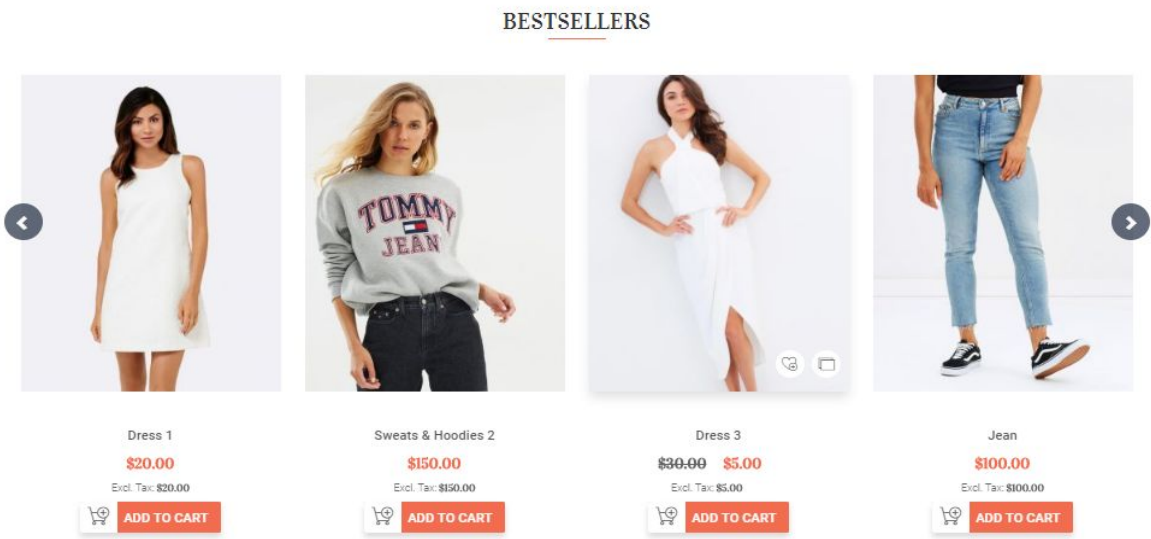 BESTSELLERS
TOMMY
JEAN
Dress 1
$20.00
Excl. Tax: $20.00
ADD TO CART
Sweats & Hoodies 2
$150.00
Excl. Tax: $150.00
ADD TO CART
Dress 3
$30.00 $5.00
Excl. Tax: $5.00
ADD TO CART
Jean
$100.00
Excl. Tax: $100.00
ADD TO CART